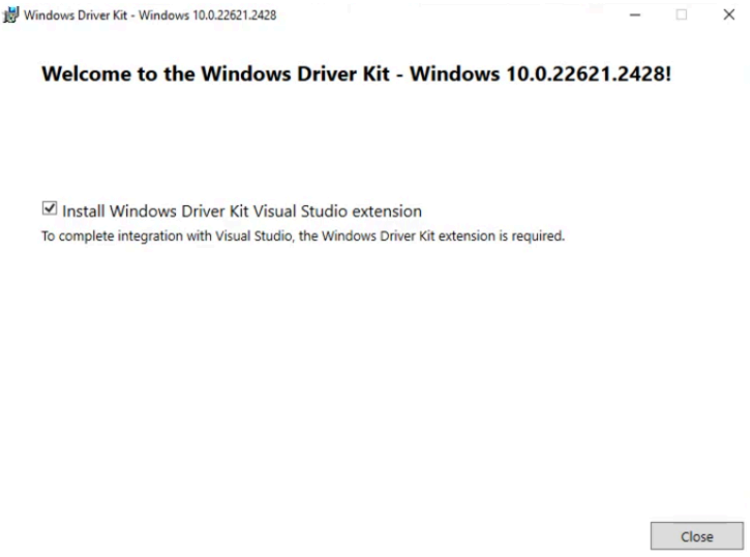 Windows Driver Kit - Windows 10.0.22621.2428
Welcome to the Windows Driver Kit - Windows 10.0.22621.2428!
Install Windows Driver Kit Visual Studio extension
To complete integration with Visual Studio, the Windows Driver Kit extension is required.
Close